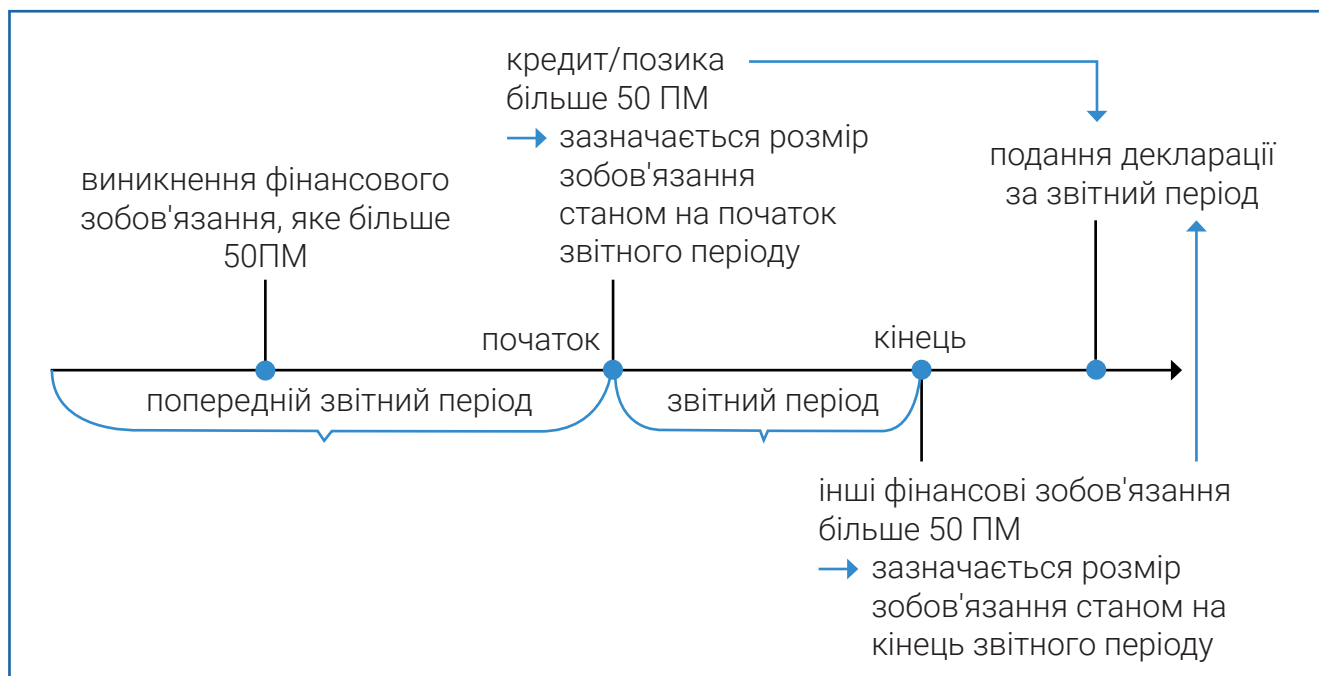 кредит/позика
більше 50 ПМ
зазначається розмір
зобов'язання
станом на початок
звітного періоду
подання декларації
за звітний період
виникнення фінансового
зобов'язання, яке більше
50ПМ
початок
кінець
попередній звітний період
звітний період
інші фінансові зобов'язання
більше 50 ПМ
зазначається розмір
зобов'язання станом на
кінець звітного періоду